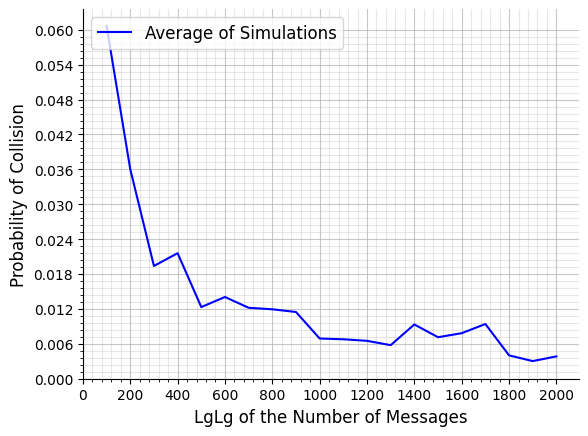 Average of Simulations
0.060
0.054
0.048
0.042
0.036
0.030
0.024
0.018
0.012
0.006
0.000
Probability of Collision
0 200 400 600 800 1000 1200 1400 1600 1800 2000
LgLg of the Number of Messages